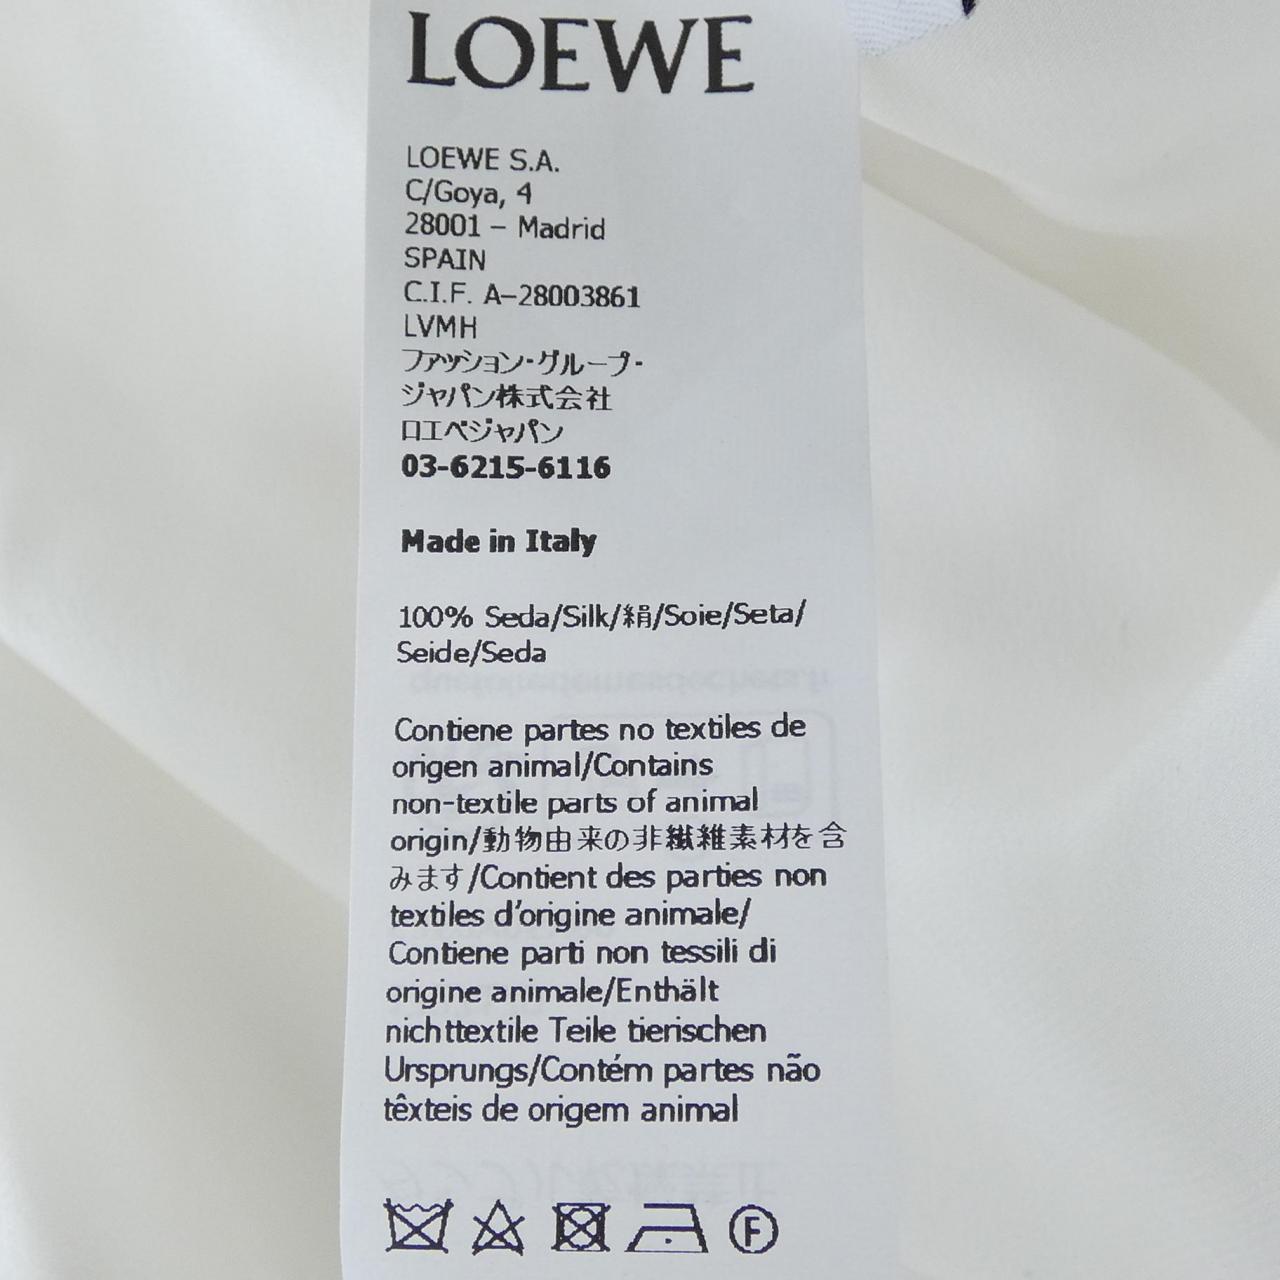 LOEWE
LOEWE S.A.
C/Goya, 4
28001 – Madrid
SPAIN
C.I.F. A–28003861
LVMH
ファッション・グループ・
ジャパン株式会社
ロエベジャパン
03-6215-6116
Made in Italy
100% Seda/Silk/絹/Soie/Seta/
Seide/Seda
Contiene partes no textiles de
origen animal/Contains
non-textile parts of animal
origin/動物由来の非繊維素材を含
みます/Contient des parties non
textiles d'origine animale/
Contiene parti non tessili di
origine animale/Enthält
nichttextile Teile tierischen
Ursprungs/Contém partes não
têxteis de origem animal
F